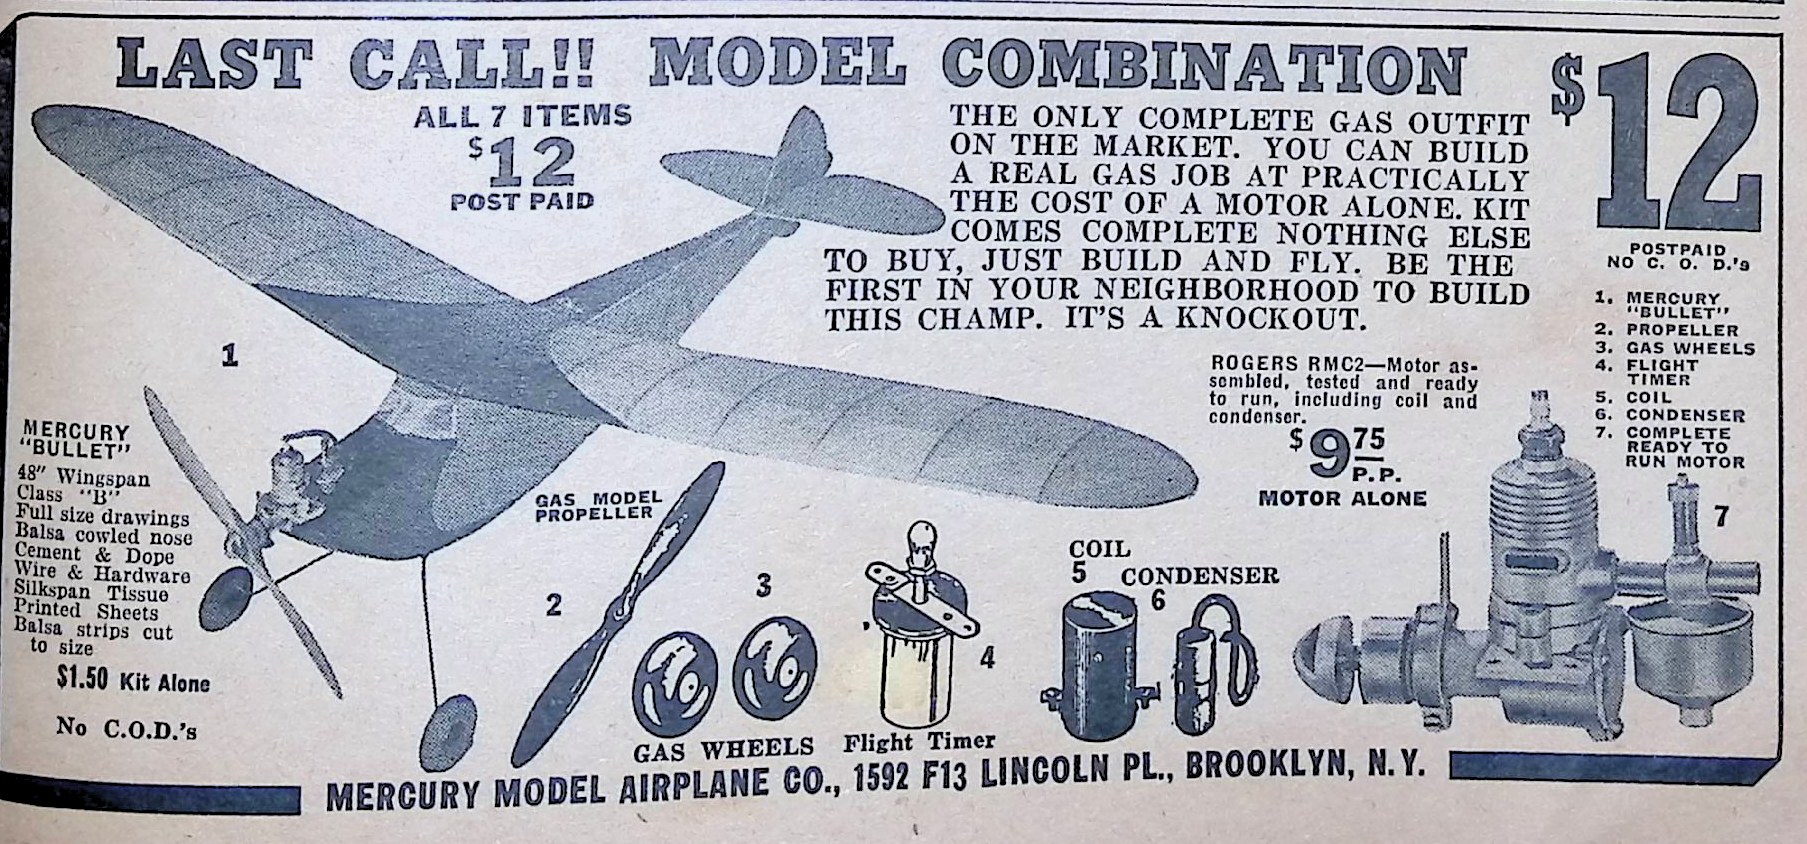 LAST CALL!! MODEL COMBINATION
$12
ALL 7 ITEMS
$12
POST PAID
THE ONLY COMPLETE GAS OUTFIT
ON THE MARKET. YOU CAN BUILD
A REAL GAS JOB AT PRACTICALLY
THE COST OF A MOTOR ALONE. KIT
COMES COMPLETE NOTHING ELSE
TO BUY, JUST BUILD AND FLY. BE THE
FIRST IN YOUR NEIGHBORHOOD TO BUILD
THIS CHAMP. IT'S A KNOCKOUT.
POSTPAID
NO C. O. D.'s
1. MERCURY
"BULLET"
2. PROPELLER
3. GAS WHEELS
4. FLIGHT
TIMER
5. COIL
6. CONDENSER
7. COMPLETE
READY TO
RUN MOTOR
ROGERS RMC2—Motor as-
sembled, tested and ready
to run, including coil and
condenser.
$9.75
P.P.
MOTOR ALONE
1
MERCURY
"BULLET"
48" Wingspan
Class "B"
Full size drawings
Balsa cowled nose
Cement & Dope
Wire & Hardware
Silkspan Tissue
Printed Sheets
Balsa strips cut
to size
$1.50 Kit Alone
No C.O.D.'s
GAS MODEL
PROPELLER
2
3
GAS WHEELS
4
Flight Timer
COIL
5
CONDENSER
6
7
MERCURY MODEL AIRPLANE CO., 1592 F13 LINCOLN PL., BROOKLYN, N.Y.